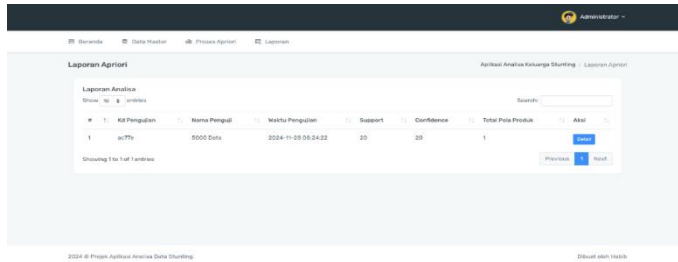 Administrator
Beranda Data Master Proses Apriori Laporan
Laporan Apriori
Aplikasi Analisa Keluarga Stunting / Laporan Apriori
Laporan Analisa
Show 10 entries
Search:
# Kd Pengujian Nama Penguji Waktu Pengujian Support Confidence Total Pola Produk Aksi
1 5000 Data 2024-11-25 05:24:22 20 20 1 Detail
Showing 1 to 1 of 1 entries
Previous 1 Next
2024 © Projek Aplikasi Analisa Data Stunting.
Dibuat oleh Habib